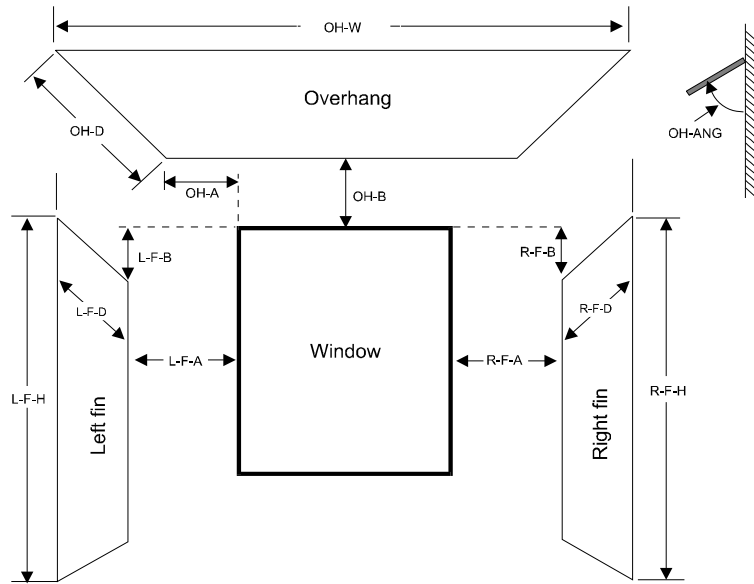 OH-W
Overhang
OH-D
OH-ANG
OH-A
OH-B
L-F-B
R-F-B
L-F-D
R-F-D
Window
L-F-A
R-F-A
L-F-H
R-F-H
Left fin
Right fin